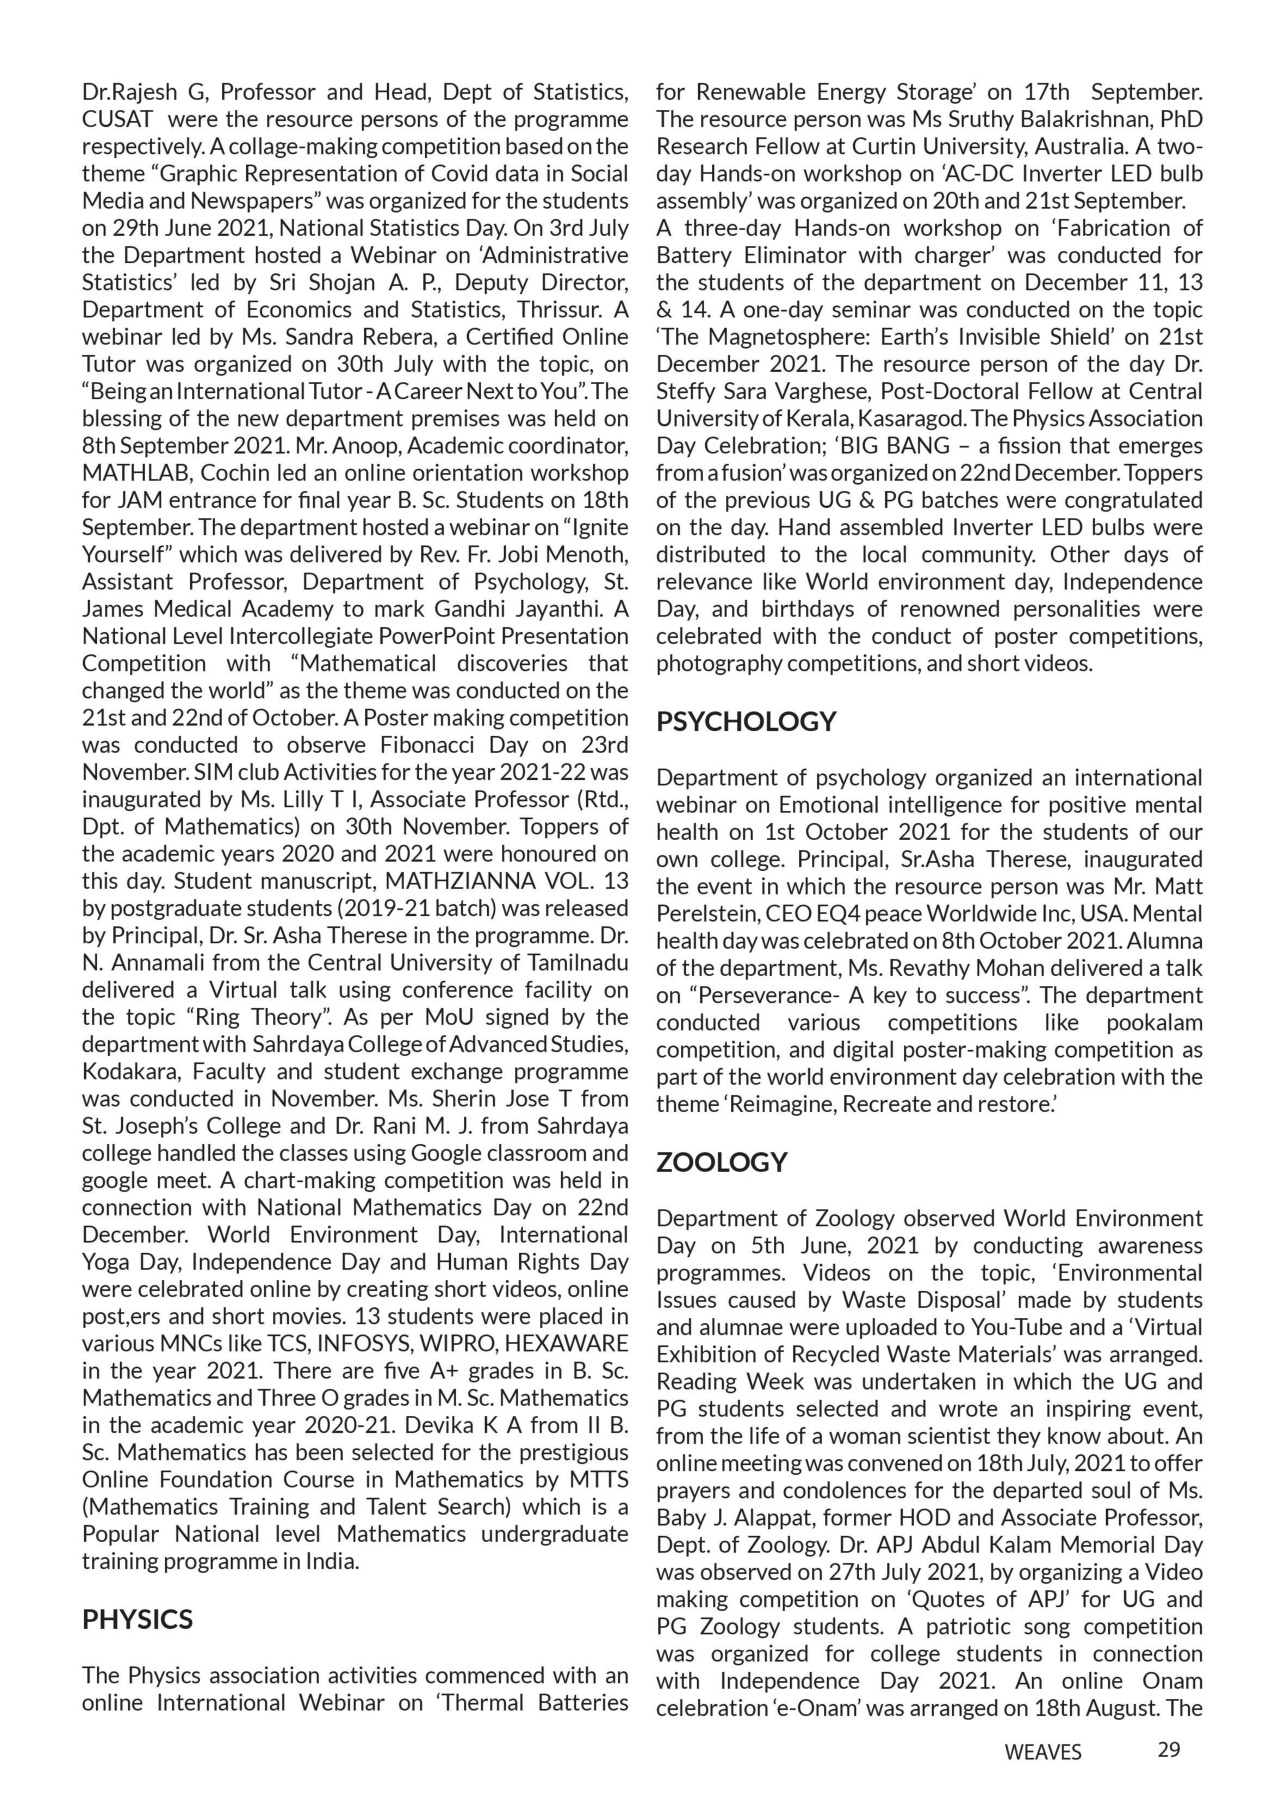 Dr.Rajesh G, Professor and Head, Dept of Statistics,
CUSAT were the resource persons of the programme
respectively. A collage-making competition based on the
theme “Graphic Representation of Covid data in Social
Media and Newspapers” was organized for the students
on 29th June 2021, National Statistics Day. On 3rd July
the Department hosted a Webinar on ‘Administrative
Statistics’ led by Sri Shojan A. P., Deputy Director,
Department of Economics and Statistics, Thrissur. A
webinar led by Ms. Sandra Rebera, a Certified Online
Tutor was organized on 30th July with the topic, on
“Being an International Tutor - A Career Next to You”. The
blessing of the new department premises was held on
8th September 2021. Mr. Anoop, Academic coordinator,
MATHLAB, Cochin led an online orientation workshop
for JAM entrance for final year B. Sc. Students on 18th
September. The department hosted a webinar on “Ignite
Yourself” which was delivered by Rev. Fr. Jobi Menoth,
Assistant Professor, Department of Psychology, St.
James Medical Academy to mark Gandhi Jayanthi. A
National Level Intercollegiate PowerPoint Presentation
Competition with “Mathematical discoveries that
changed the world” as the theme was conducted on the
21st and 22nd of October. A Poster making competition
was conducted to observe Fibonacci Day on 23rd
November. SIM club Activities for the year 2021-22 was
inaugurated by Ms. Lilly T I, Associate Professor (Rtd.,
Dpt. of Mathematics) on 30th November. Toppers of
the academic years 2020 and 2021 were honoured on
this day. Student manuscript, MATHZIANNA VOL. 13
by postgraduate students (2019-21 batch) was released
by Principal, Dr. Sr. Asha Therese in the programme. Dr.
N. Annamali from the Central University of Tamilnadu
delivered a Virtual talk using conference facility on
the topic “Ring Theory”. As per MoU signed by the
department with Sahrdaya College of Advanced Studies,
Kodakara, Faculty and student exchange programme
was conducted in November. Ms. Sherin Jose T from
St. Joseph’s College and Dr. Rani M. J. from Sahrdaya
college handled the classes using Google classroom and
google meet. A chart-making competition was held in
connection with National Mathematics Day on 22nd
December. World Environment Day, International
Yoga Day, Independence Day and Human Rights Day
were celebrated online by creating short videos, online
post,ers and short movies. 13 students were placed in
various MNCs like TCS, INFOSYS, WIPRO, HEXAWARE
in the year 2021. There are five A+ grades in B. Sc.
Mathematics and Three O grades in M. Sc. Mathematics
in the academic year 2020-21. Devika K A from II B.
Sc. Mathematics has been selected for the prestigious
Online Foundation Course in Mathematics by MTTS
(Mathematics Training and Talent Search) which is a
Popular National level Mathematics undergraduate
training programme in India.
PHYSICS
The Physics association activities commenced with an
online International Webinar on ‘Thermal Batteries
for Renewable Energy Storage’ on 17th September.
The resource person was Ms Sruthy Balakrishnan, PhD
Research Fellow at Curtin University, Australia. A two-
day Hands-on workshop on ‘AC-DC Inverter LED bulb
assembly’ was organized on 20th and 21st September.
A three-day Hands-on workshop on ‘Fabrication of
Battery Eliminator with charger’ was conducted for
the students of the department on December 11, 13
& 14. A one-day seminar was conducted on the topic
‘The Magnetosphere: Earth’s Invisible Shield’ on 21st
December 2021. The resource person of the day Dr.
Steffy Sara Varghese, Post-Doctoral Fellow at Central
University of Kerala, Kasaragod. The Physics Association
Day Celebration; ‘BIG BANG – a fission that emerges
from a fusion’ was organized on 22nd December. Toppers
of the previous UG & PG batches were congratulated
on the day. Hand assembled Inverter LED bulbs were
distributed to the local community. Other days of
relevance like World environment day, Independence
Day, and birthdays of renowned personalities were
celebrated with the conduct of poster competitions,
photography competitions, and short videos.
PSYCHOLOGY
Department of psychology organized an international
webinar on Emotional intelligence for positive mental
health on 1st October 2021 for the students of our
own college. Principal, Sr.Asha Therese, inaugurated
the event in which the resource person was Mr. Matt
Perelstein, CEO EQ4 peace Worldwide Inc, USA. Mental
health day was celebrated on 8th October 2021. Alumna
of the department, Ms. Revathy Mohan delivered a talk
on “Perseverance- A key to success”. The department
conducted various competitions like pookalam
competition, and digital poster-making competition as
part of the world environment day celebration with the
theme ‘Reimagine, Recreate and restore.’
ZOOLOGY
Department of Zoology observed World Environment
Day on 5th June, 2021 by conducting awareness
programmes. Videos on the topic, ‘Environmental
Issues caused by Waste Disposal’ made by students
and alumnae were uploaded to You-Tube and a ‘Virtual
Exhibition of Recycled Waste Materials’ was arranged.
Reading Week was undertaken in which the UG and
PG students selected and wrote an inspiring event,
from the life of a woman scientist they know about. An
online meeting was convened on 18th July, 2021 to offer
prayers and condolences for the departed soul of Ms.
Baby J. Alappat, former HOD and Associate Professor,
Dept. of Zoology. Dr. APJ Abdul Kalam Memorial Day
was observed on 27th July 2021, by organizing a Video
making competition on ‘Quotes of APJ’ for UG and
PG Zoology students. A patriotic song competition
was organized for college students in connection
with Independence Day 2021. An online Onam
celebration ‘e-Onam’ was arranged on 18th August. The
WEAVES 29